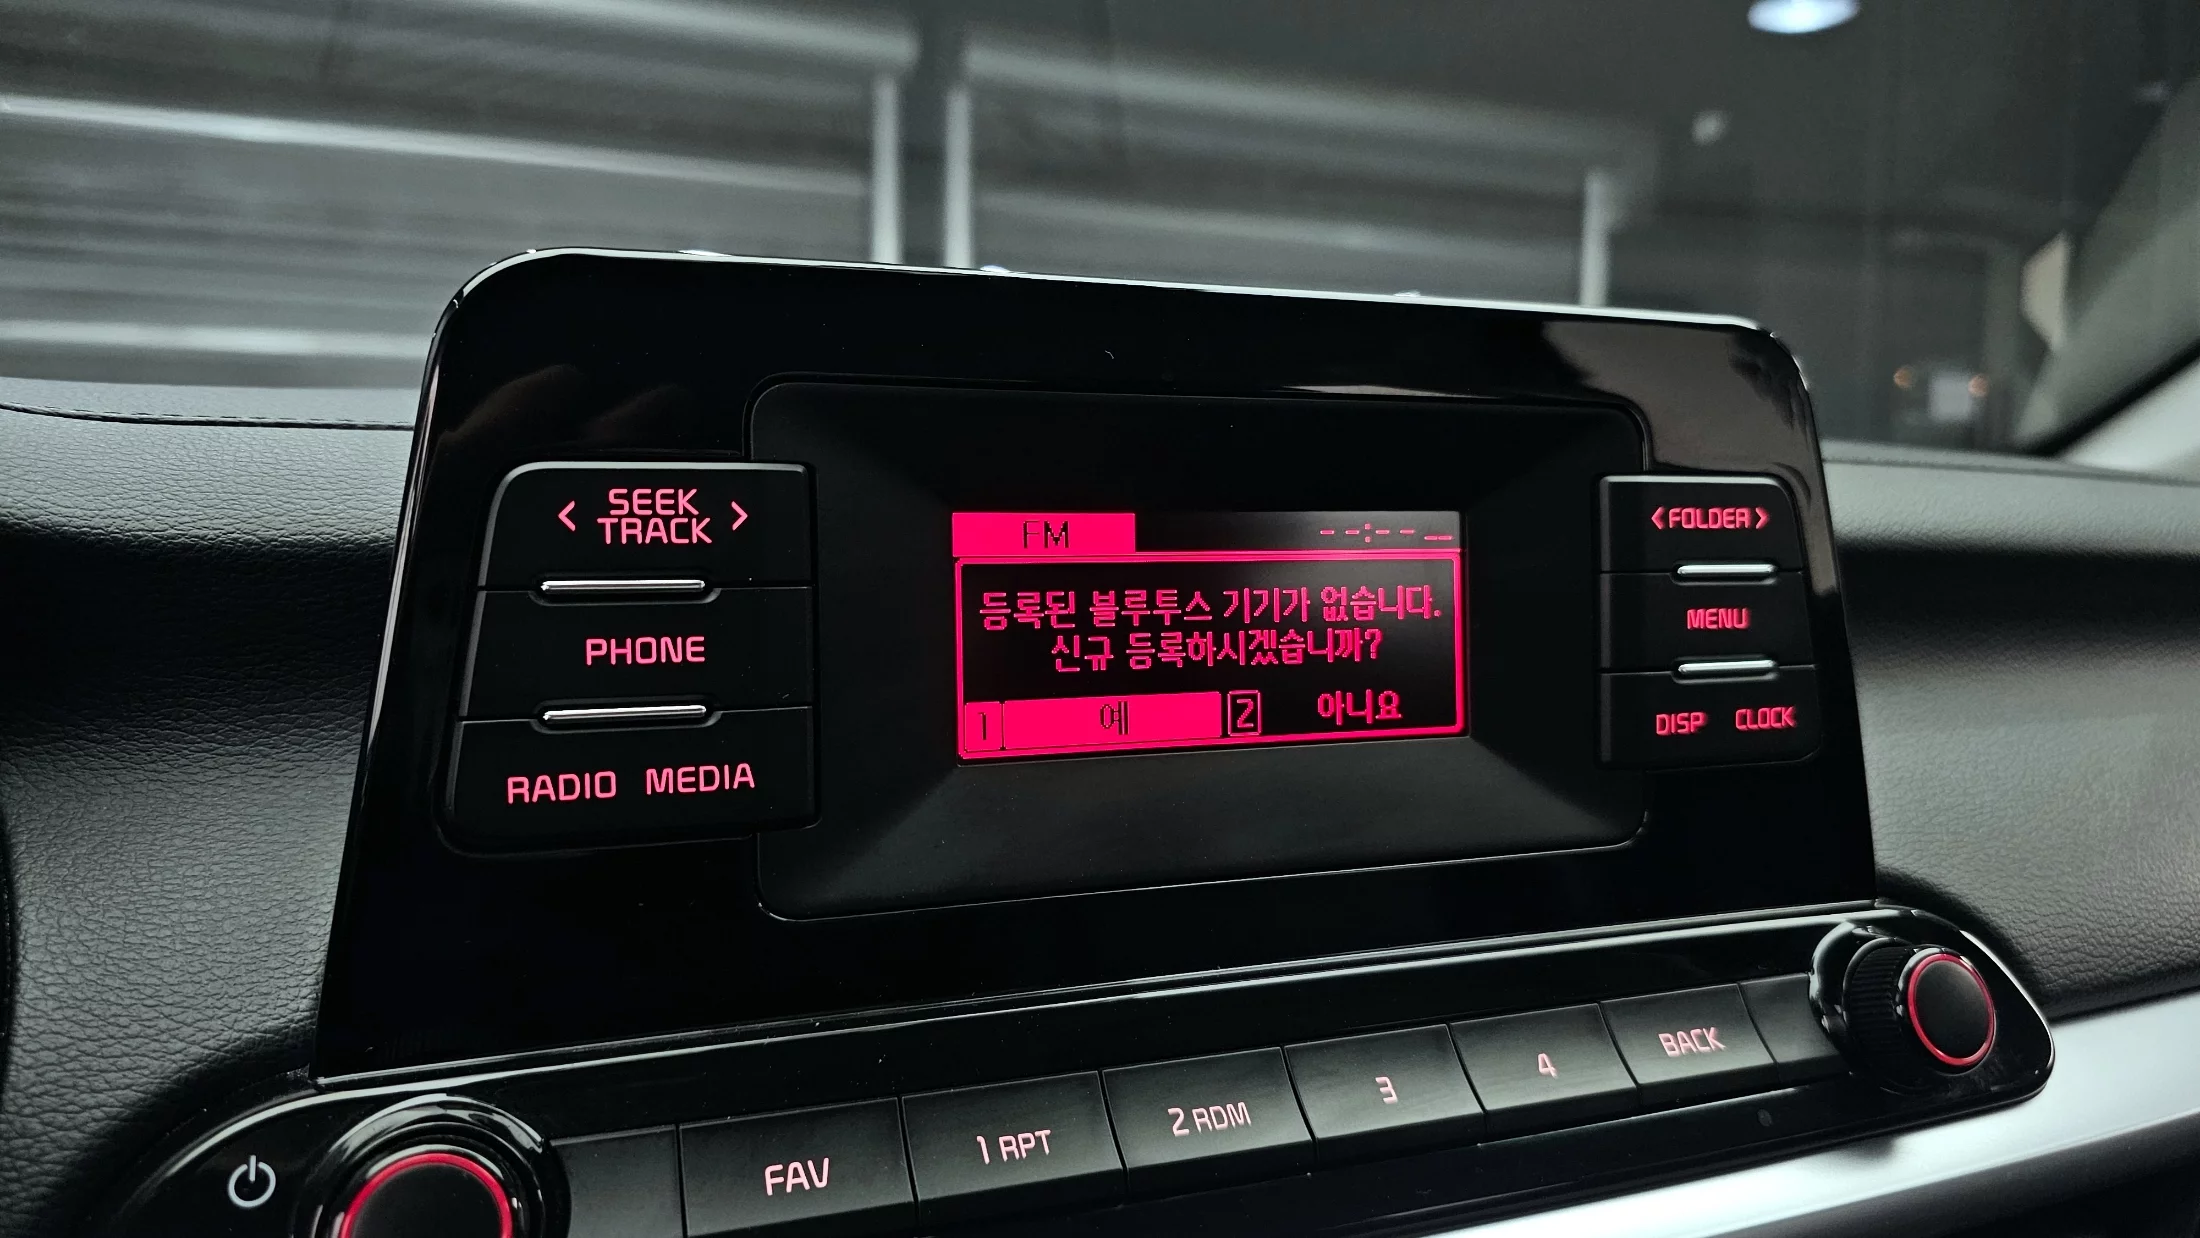 < SEEK TRACK >
PHONE
RADIO MEDIA
FM --:-- --
등록된 블루투스 기기가 없습니다.
신규 등록하시겠습니까?
1 예 2 아니요
< FOLDER >
MENU
DISP CLOCK
FAV 1 RPT 2 RDM 3 4 BACK